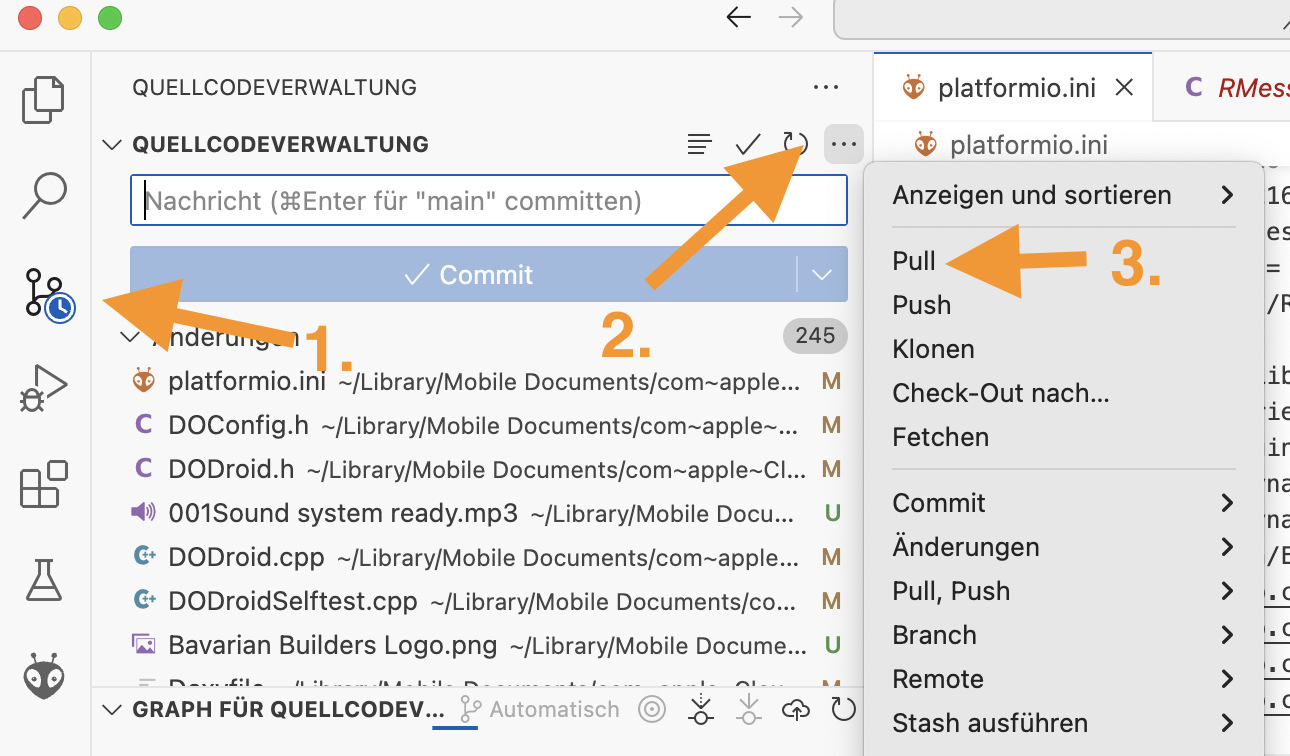 QUELLCODEVERWALTUNG
QUELLCODEVERWALTUNG
Nachricht (⌘Enter für "main" committen)
Commit
Änderungen 245
platformio.ini ~/Library/Mobile Documents/com~apple... M
DOConfig.h ~/Library/Mobile Documents/com~apple~... M
DODroid.h ~/Library/Mobile Documents/com~apple~Cl... M
001Sound system ready.mp3 ~/Library/Mobile Docu... U
DODroid.cpp ~/Library/Mobile Documents/com~apple... M
DODroidSelftest.cpp ~/Library/Mobile Documents/co... M
Bavarian Builders Logo.png ~/Library/Mobile Docume... U
GRAPH FÜR QUELLCODEV... Automatisch
1.
2.
3.
platformio.ini
C RMess
platformio.ini
Anzeigen und sortieren
Pull
Push
Klonen
Check-Out nach...
Fetchen
Commit
Änderungen
Pull, Push
Branch
Remote
Stash ausführen